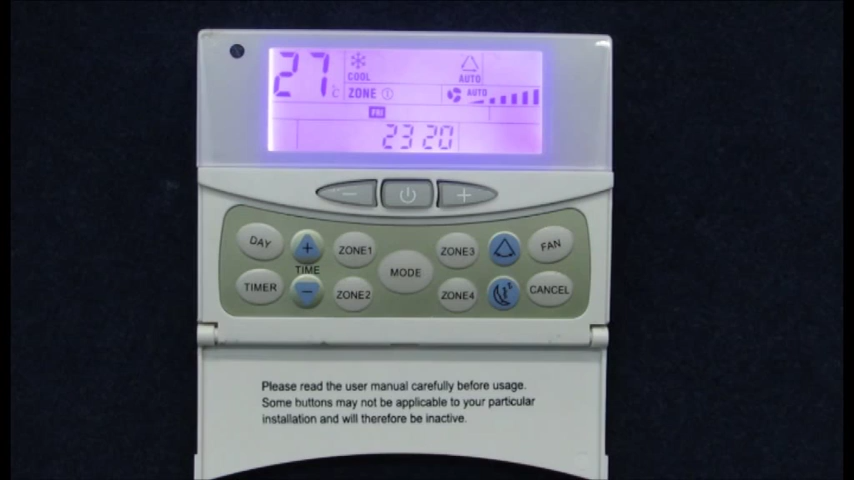 27 °C
COOL
AUTO
ZONE 1
AUTO
FRI
23 20
DAY
TIME
ZONE1
MODE
ZONE3
FAN
TIMER
ZONE2
ZONE4
CANCEL
Please read the user manual carefully before usage.
Some buttons may not be applicable to your particular
installation and will therefore be inactive.